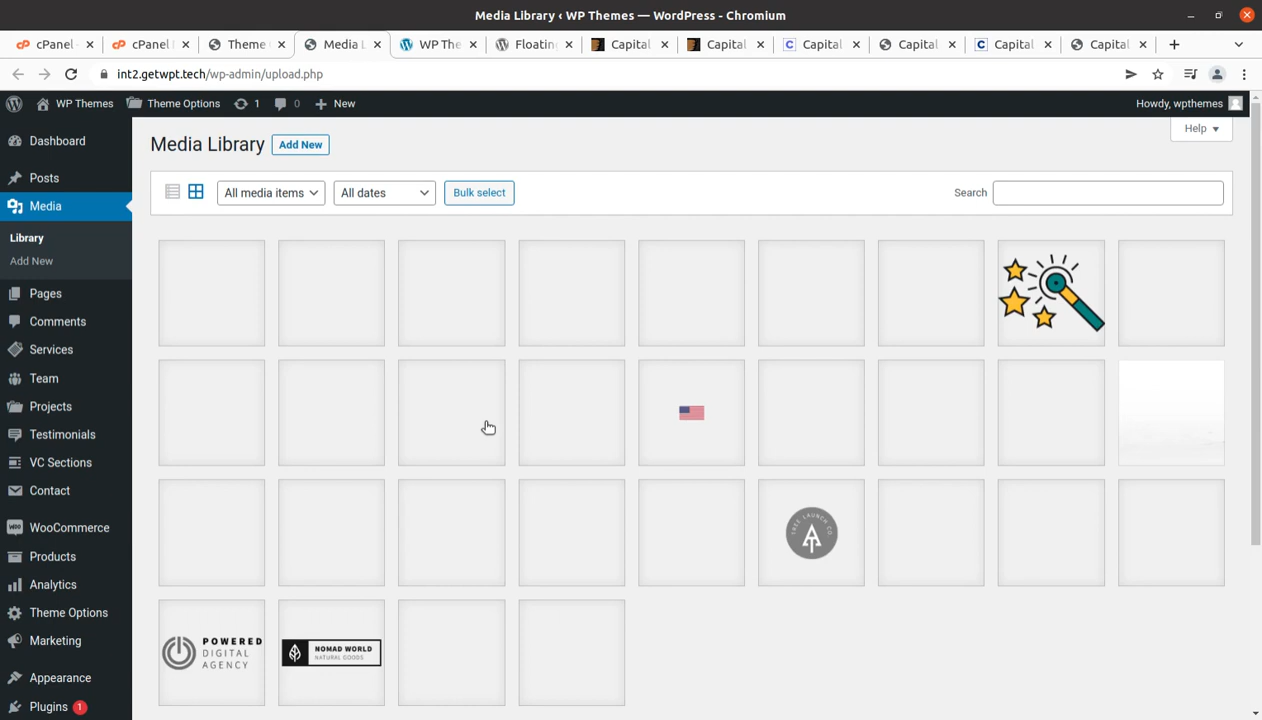 Media Library ‹ WP Themes — WordPress - Chromium
cPanel - cPanel Theme Media L WP The Floatin Capital Capital Capital Capital Capital Capital
int2.getwpt.tech/wp-admin/upload.php
WP Themes Theme Options 1 0 New Howdy, wpthemes
Help
Dashboard
Posts
Media
Library
Add New
Pages
Comments
Services
Team
Projects
Testimonials
VC Sections
Contact
WooCommerce
Products
Analytics
Theme Options
Marketing
Appearance
Plugins 1
Media Library Add New
All media items All dates Bulk select Search
TREE LAUNCH CO.
POWERED
DIGITAL
AGENCY
NOMAD WORLD
NATURAL GOODS